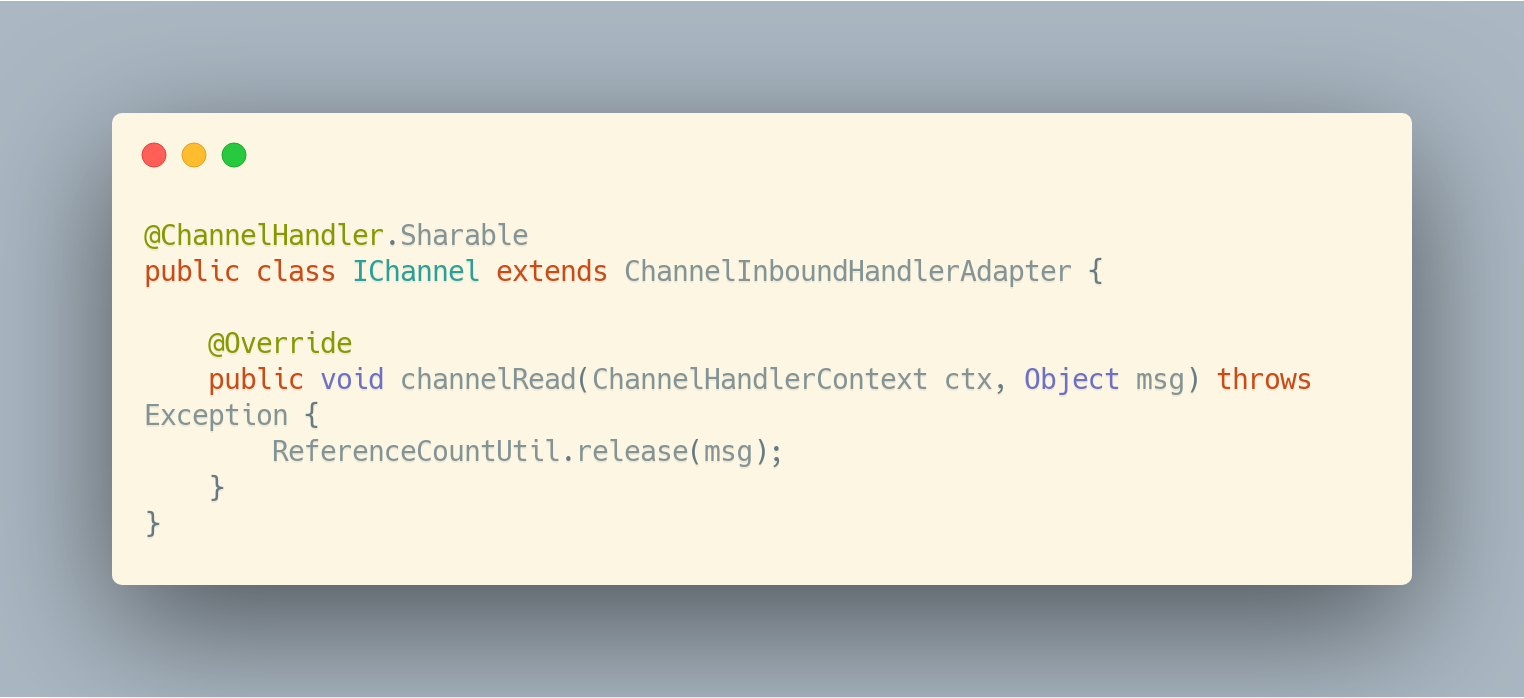 @ChannelHandler.Sharable
public class IChannel extends ChannelInboundHandlerAdapter {

    @Override
    public void channelRead(ChannelHandlerContext ctx, Object msg) throws
Exception {
        ReferenceCountUtil.release(msg);
    }
}